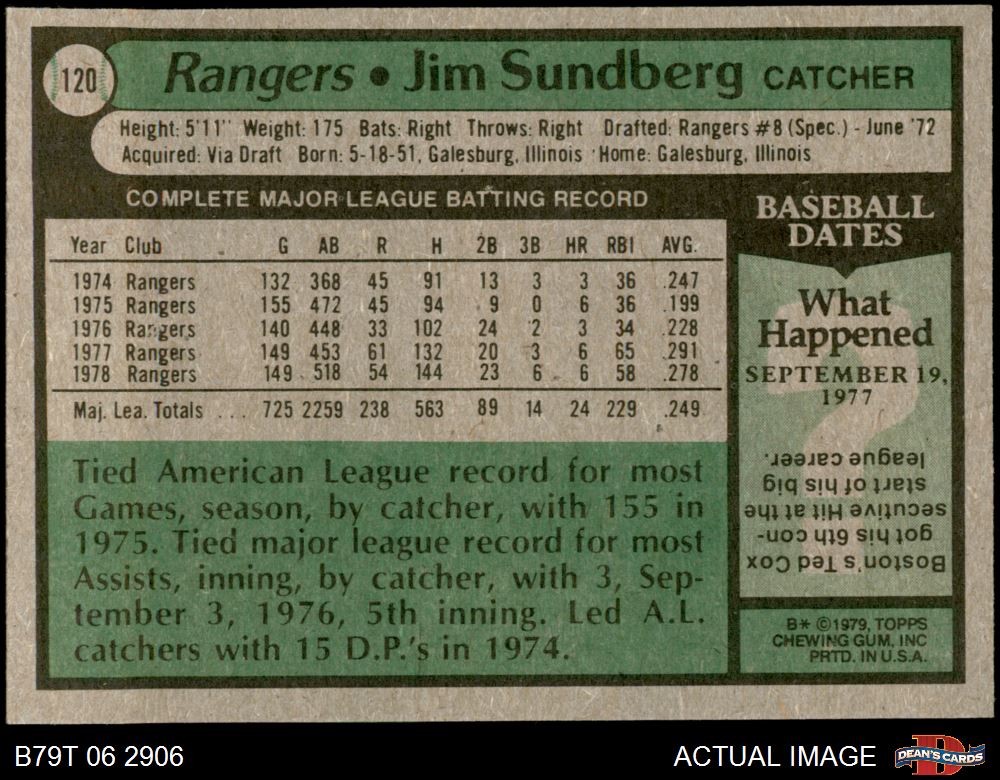 120
Rangers • Jim Sundberg CATCHER
Height: 5'11" Weight: 175 Bats: Right Throws: Right Drafted: Rangers #8 (Spec.) - June '72
Acquired: Via Draft Born: 5-18-51, Galesburg, Illinois Home: Galesburg, Illinois
COMPLETE MAJOR LEAGUE BATTING RECORD
Year Club G AB R H 2B 3B HR RBI AVG.
1974 Rangers 132 368 45 91 13 3 3 36 .247
1975 Rangers 155 472 45 94 9 0 6 36 .199
1976 Rangers 140 448 33 102 24 2 3 34 .228
1977 Rangers 149 453 61 132 20 3 6 65 .291
1978 Rangers 149 518 54 144 23 6 6 58 .278
Maj. Lea. Totals ... 725 2259 238 563 89 14 24 229 .249
Tied American League record for most
Games, season, by catcher, with 155 in
1975. Tied major league record for most
Assists, inning, by catcher, with 3, Sep-
tember 3, 1976, 5th inning. Led A.L.
catchers with 15 D.P.'s in 1974.
BASEBALL
DATES
What
Happened
SEPTEMBER 19,
1977
Boston's Ted Cox
got his 6th con-
secutive Hit at the
start of his big
league career.
B* ©1979, TOPPS
CHEWING GUM, INC
PRTD. IN U.S.A.
B79T 06 2906
ACTUAL IMAGE
D
DEAN'S CARDS